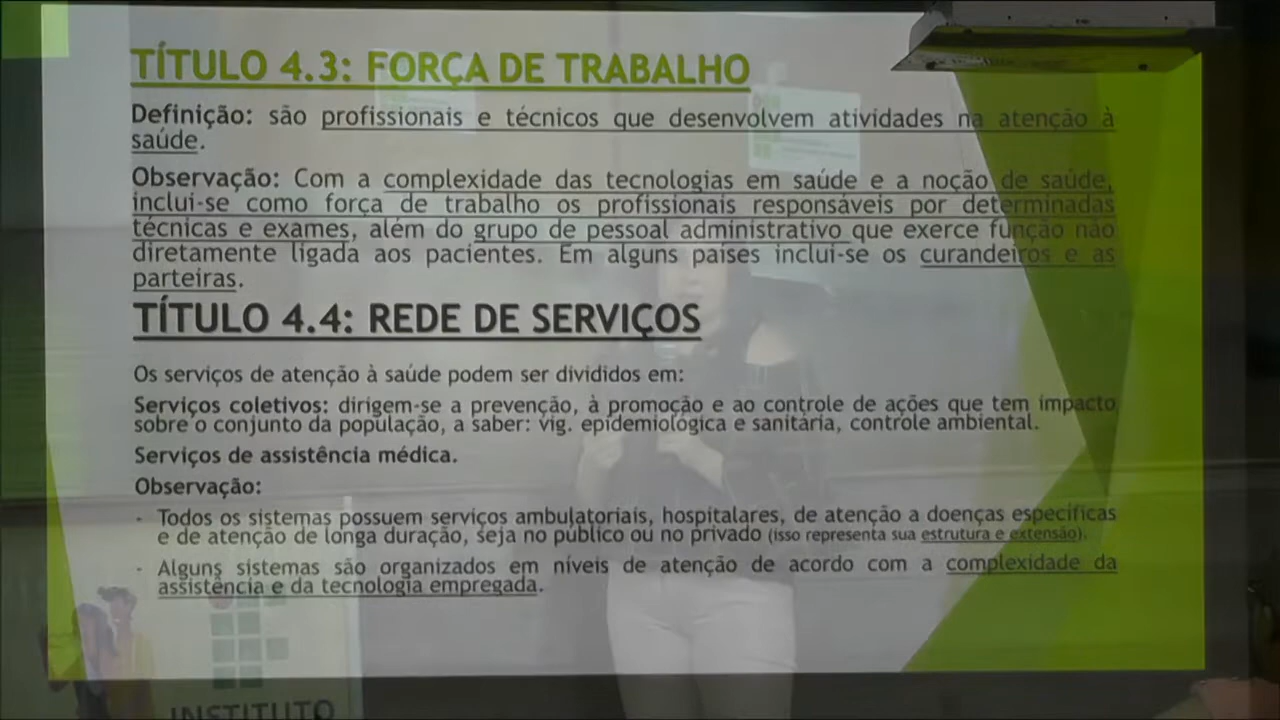 TÍTULO 4.3: FORÇA DE TRABALHO
Definição: são profissionais e técnicos que desenvolvem atividades na atenção à
saúde.
Observação: Com a complexidade das tecnologias em saúde e a noção de saúde,
inclui-se como força de trabalho os profissionais responsáveis por determinadas
técnicas e exames, além do grupo de pessoal administrativo que exerce função não
diretamente ligada aos pacientes. Em alguns países inclui-se os curandeiros e as
parteiras.
TÍTULO 4.4: REDE DE SERVIÇOS
Os serviços de atenção à saúde podem ser divididos em:
Serviços coletivos: dirigem-se a prevenção, à promoção e ao controle de ações que tem impacto
sobre o conjunto da população, a saber: vig. epidemiológica e sanitária, controle ambiental.
Serviços de assistência médica.
Observação:
- Todos os sistemas possuem serviços ambulatoriais, hospitalares, de atenção a doenças específicas
e de atenção de longa duração, seja no público ou no privado (isso representa sua estrutura e extensão).
- Alguns sistemas são organizados em níveis de atenção de acordo com a complexidade da
assistência e da tecnologia empregada.
INSTITUTO